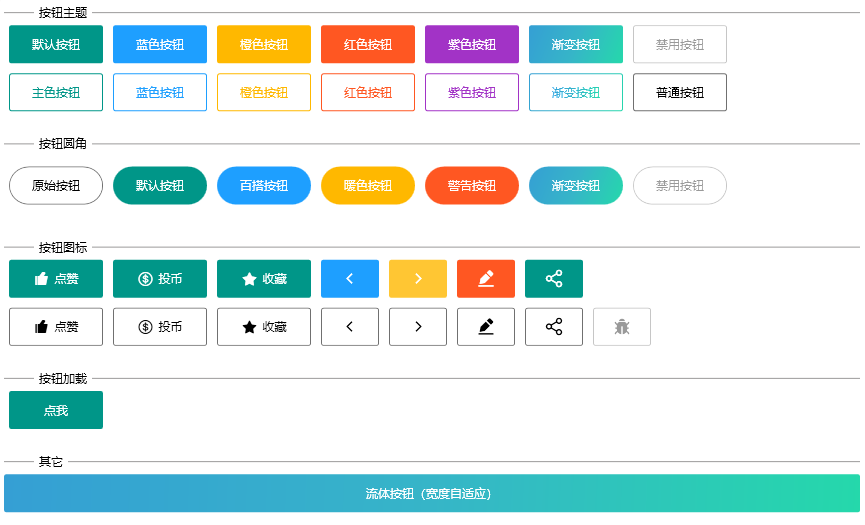 按钮主题
默认按钮 蓝色按钮 橙色按钮 红色按钮 紫色按钮 渐变按钮 禁用按钮
主色按钮 蓝色按钮 橙色按钮 红色按钮 紫色按钮 渐变按钮 普通按钮
按钮圆角
原始按钮 默认按钮 百搭按钮 暖色按钮 警告按钮 渐变按钮 禁用按钮
按钮图标
点赞 投币 收藏
点赞 投币 收藏
按钮加载
点我
其它
流体按钮（宽度自适应）